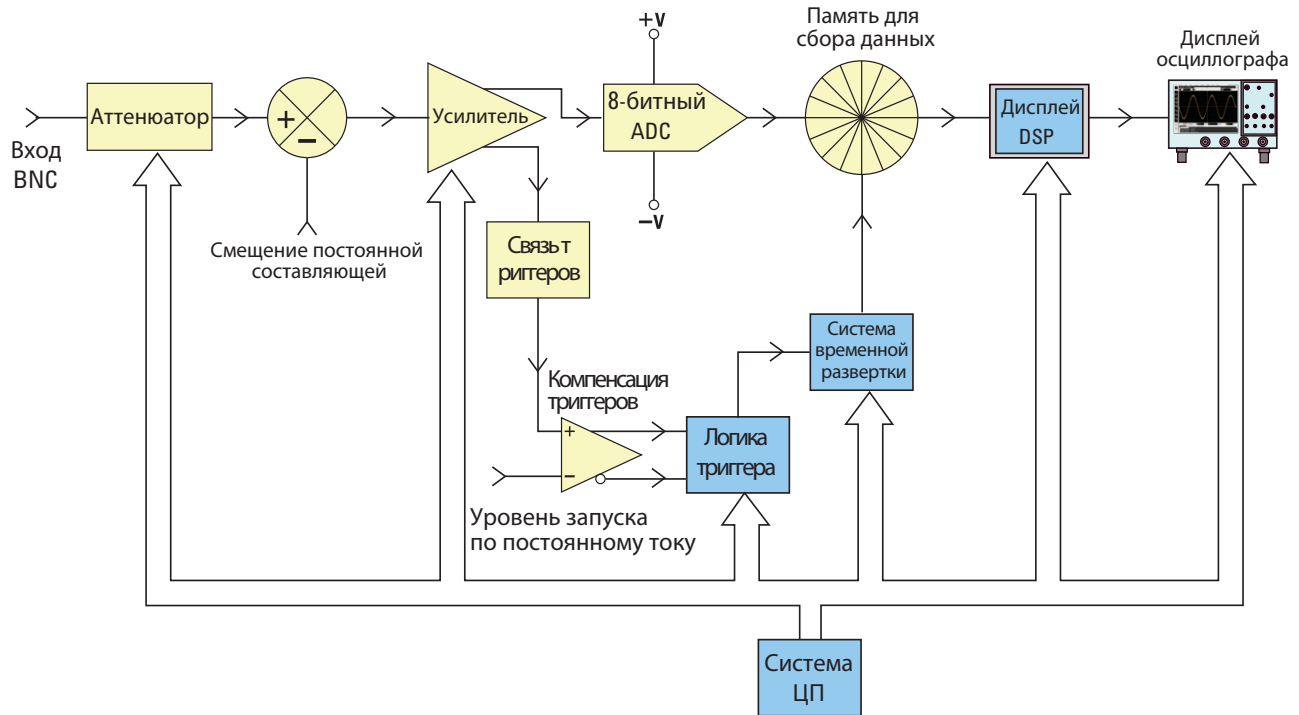 +v
Память для
сбора данных
Дисплей
осциллографа
Аттенюатор
+
−
Усилитель
8-битный
ADC
Дисплей
DSP
Вход
BNC
−v
Смещение постоянной
составляющей
Связь т
риггеров
Система
временной
развертки
Компенсация
триггеров
+
−
Логика
триггера
Уровень запуска
по постоянному току
Система
ЦП